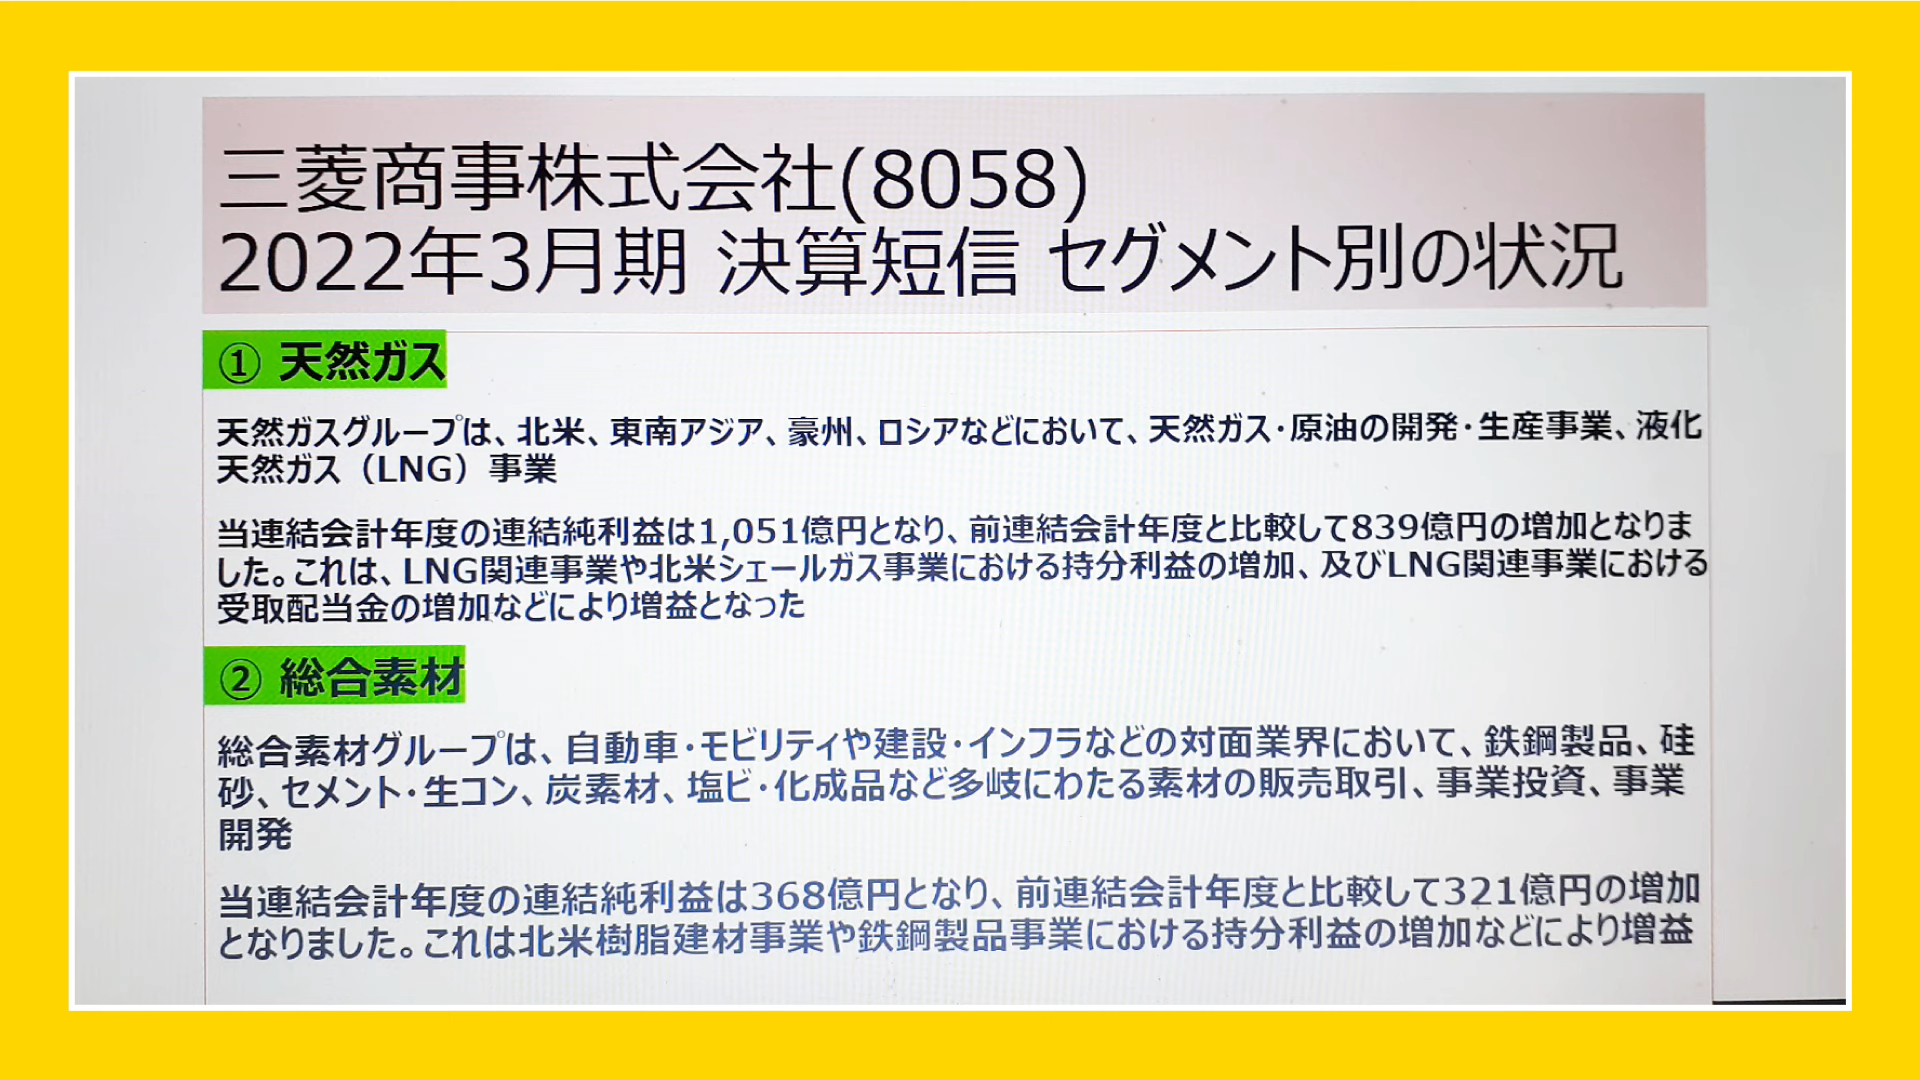 三菱商事株式会社(8058)
2022年3月期 決算短信 セグメント別の状況
① 天然ガス
天然ガスグループは、北米、東南アジア、豪州、ロシアなどにおいて、天然ガス・原油の開発・生産事業、液化
天然ガス（LNG）事業
当連結会計年度の連結純利益は1,051億円となり、前連結会計年度と比較して839億円の増加となりま
した。これは、LNG関連事業や北米シェールガス事業における持分利益の増加、及びLNG関連事業における
受取配当金の増加などにより増益となった
② 総合素材
総合素材グループは、自動車・モビリティや建設・インフラなどの対面業界において、鉄鋼製品、硅
砂、セメント・生コン、炭素材、塩ビ・化成品など多岐にわたる素材の販売取引、事業投資、事業
開発
当連結会計年度の連結純利益は368億円となり、前連結会計年度と比較して321億円の増加
となりました。これは北米樹脂建材事業や鉄鋼製品事業における持分利益の増加などにより増益